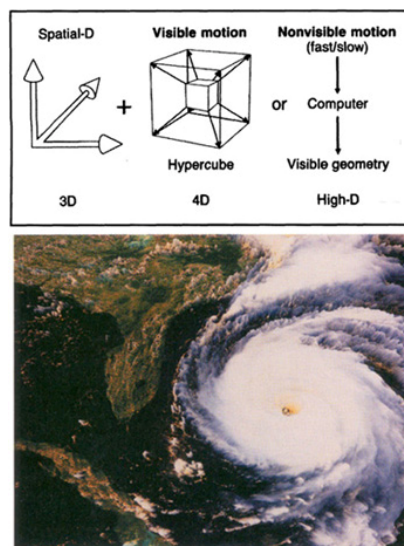 Spatial-D
Visible motion
Nonvisible motion
(fast/slow)
+
or
Computer
Hypercube
Visible geometry
3D
4D
High-D